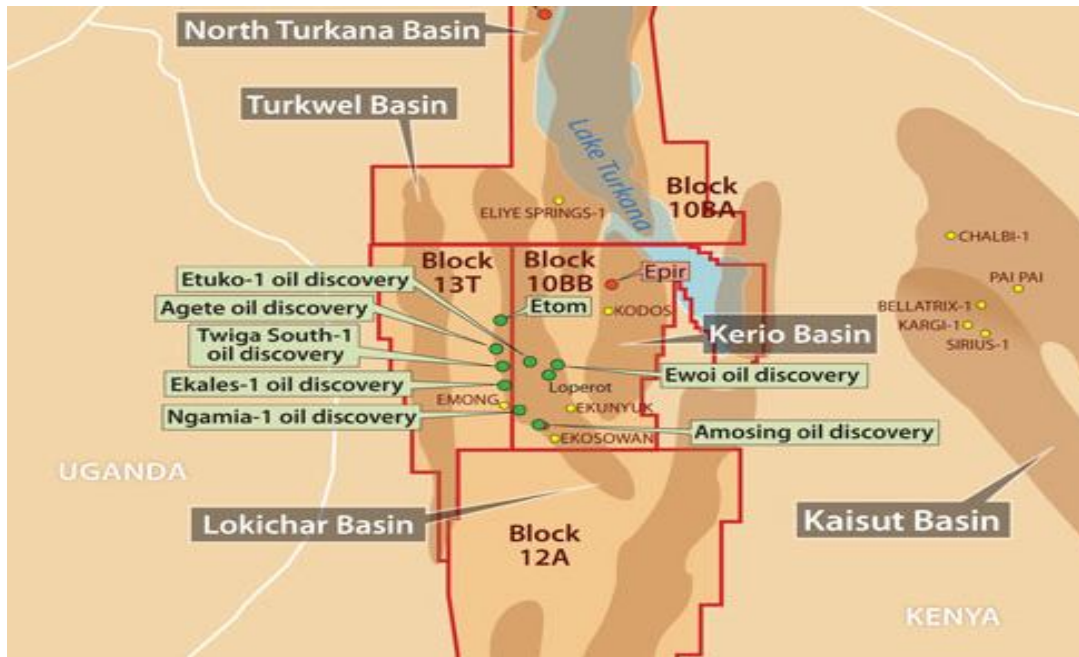 North Turkana Basin
Turkwel Basin
Lake Turkana
Block
10BA
ELIYE SPRINGS-1
CHALBI-1
Block
13T
Block
10BB
Etuko-1 oil discovery
Epir
PAI PAI
Agete oil discovery
Etom
KODOS
BELLATRIX-1
KARGI-1
SIRIUS-1
Twiga South-1
oil discovery
Kerio Basin
Ekales-1 oil discovery
Loperot
Ewoi oil discovery
EMONG
Ngamia-1 oil discovery
EKUNYUK
EKOSOWAN
Amosing oil discovery
UGANDA
Lokichar Basin
Block
12A
Kaisut Basin
KENYA